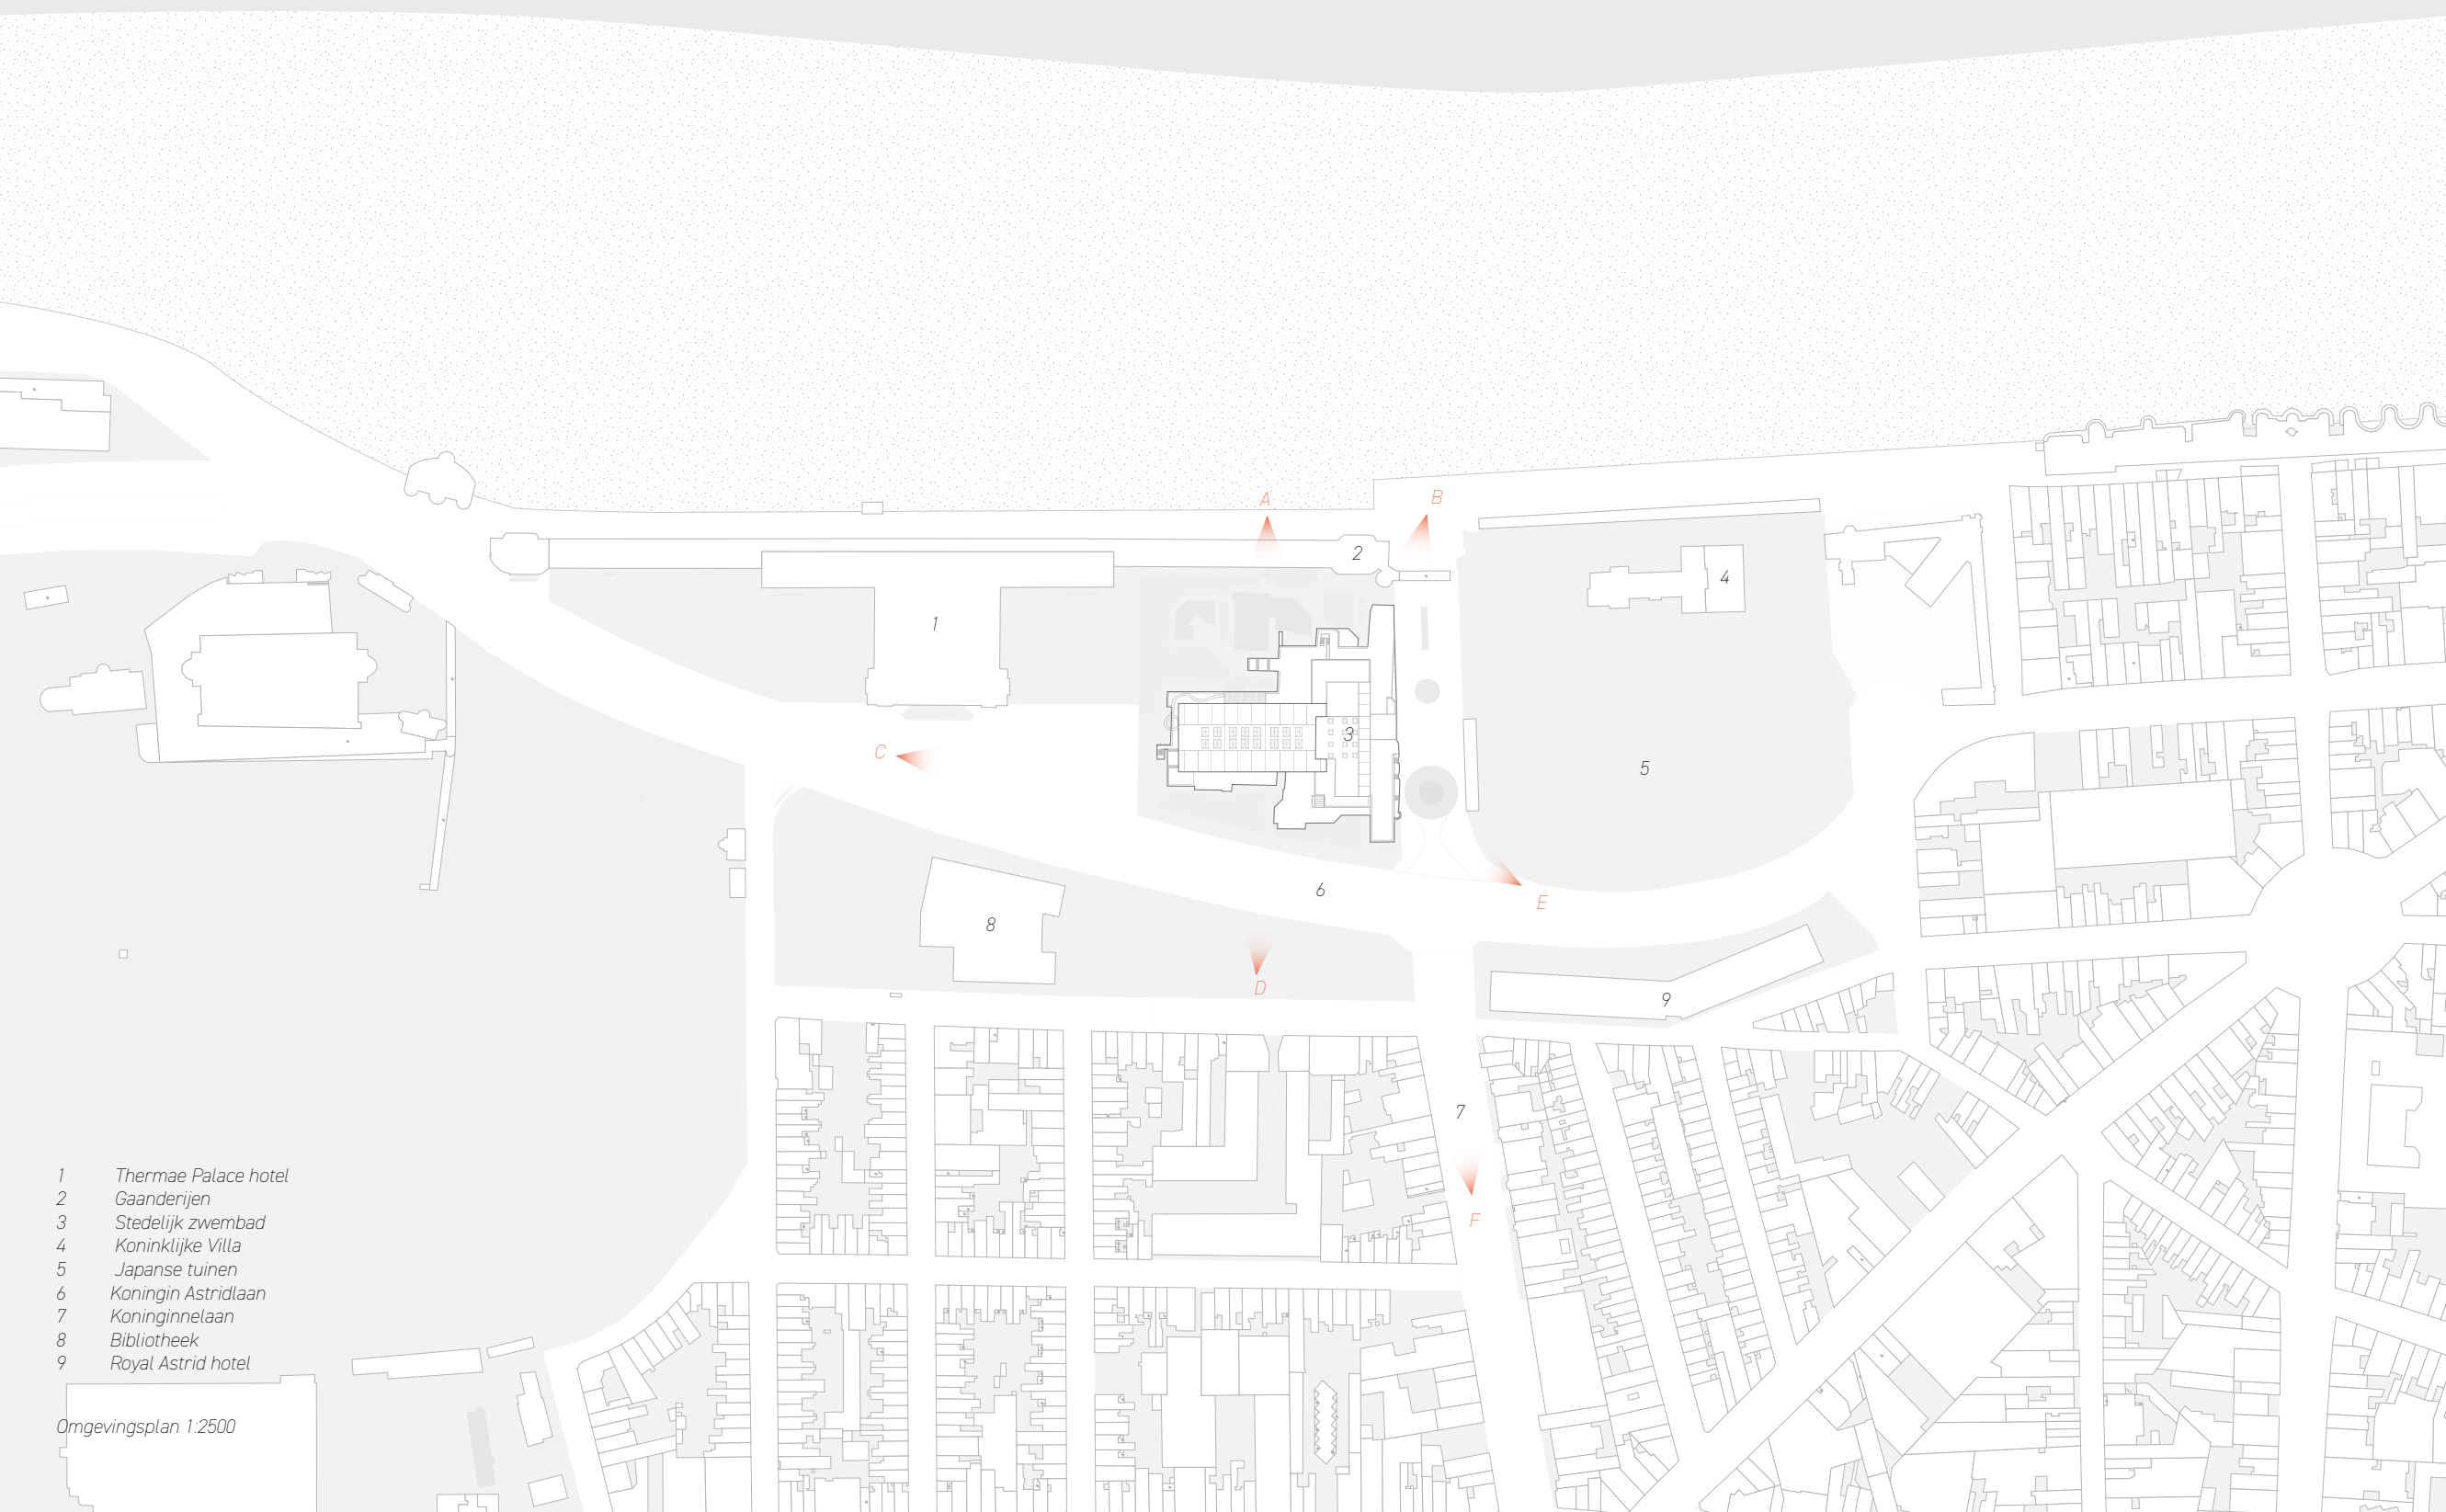 A
B
2
4
1
3
C
5
6
E
8
D
9
7
F
1 Thermae Palace hotel
2 Gaanderijen
3 Stedelijk zwembad
4 Koninklijke Villa
5 Japanse tuinen
6 Koningin Astridlaan
7 Koninginnelaan
8 Bibliotheek
9 Royal Astrid hotel
Omgevingsplan 1:2500